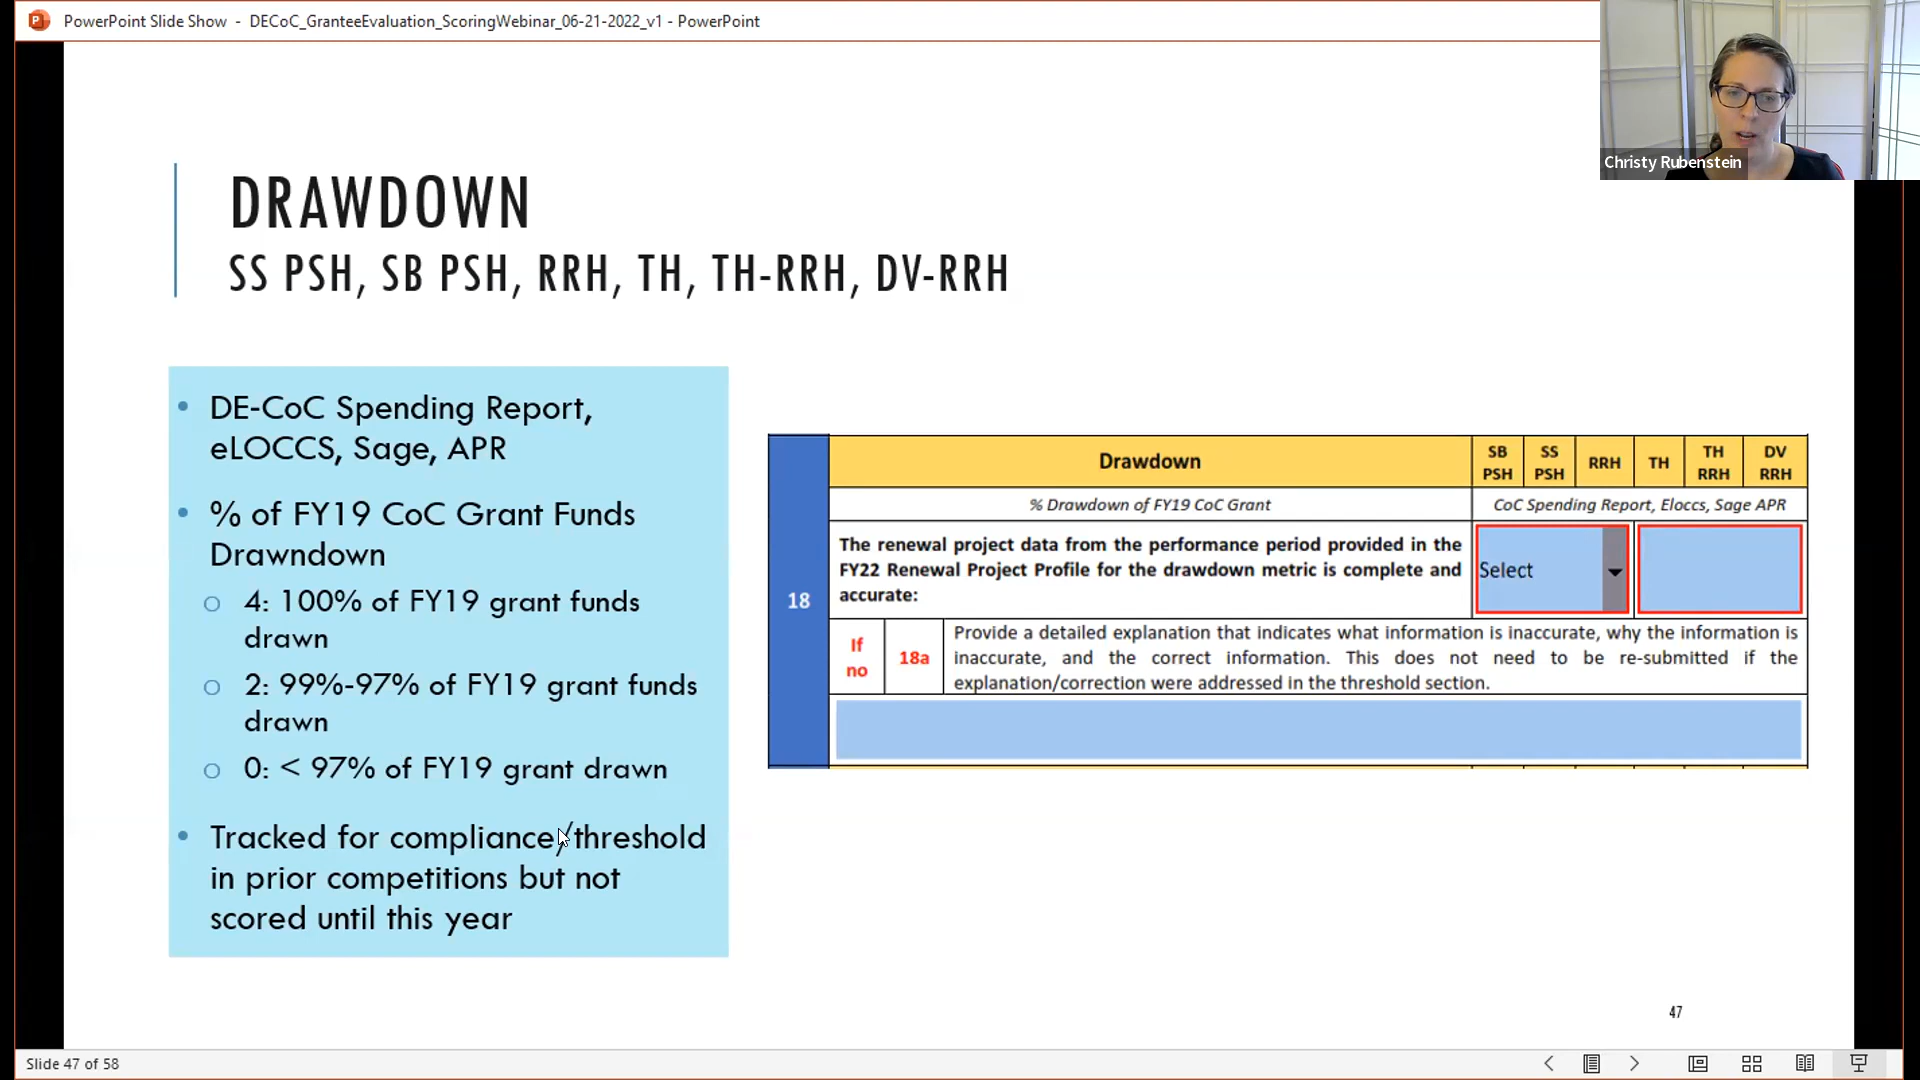 PowerPoint Slide Show - DECoC_GranteeEvaluation_ScoringWebinar_06-21-2022_v1 - PowerPoint
Christy Rubenstein
DRAWDOWN
SS PSH, SB PSH, RRH, TH, TH-RRH, DV-RRH
• DE-CoC Spending Report,
eLOCCS, Sage, APR
• % of FY19 CoC Grant Funds
Drawndown
o 4: 100% of FY19 grant funds
drawn
o 2: 99%-97% of FY19 grant funds
drawn
o 0: < 97% of FY19 grant drawn
• Tracked for compliance/threshold
in prior competitions but not
scored until this year
18
Drawdown
SB PSH
SS PSH
RRH
TH
TH RRH
DV RRH
% Drawdown of FY19 CoC Grant
CoC Spending Report, Eloccs, Sage APR
The renewal project data from the performance period provided in the
FY22 Renewal Project Profile for the drawdown metric is complete and
accurate:
Select
If no
18a
Provide a detailed explanation that indicates what information is inaccurate, why the information is
inaccurate, and the correct information. This does not need to be re-submitted if the
explanation/correction were addressed in the threshold section.
47
Slide 47 of 58